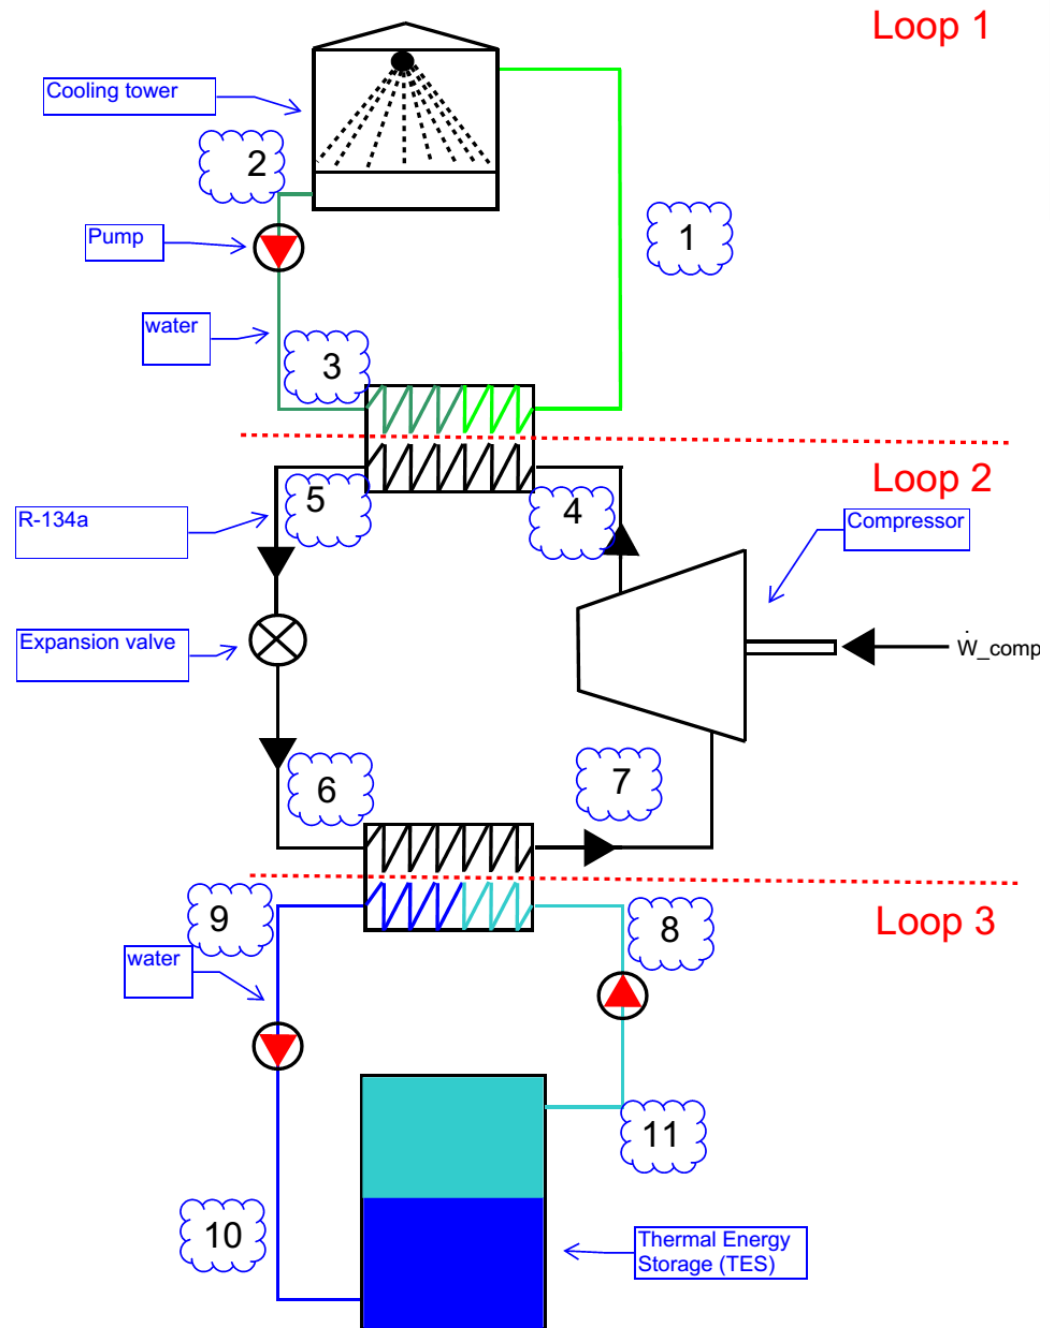 Loop 1
Cooling tower
2
Pump
1
water
3
Loop 2
5
4
R-134a
Compressor
Expansion valve
Ẇ_comp
6
7
9
8
Loop 3
water
11
10
Thermal Energy
Storage (TES)